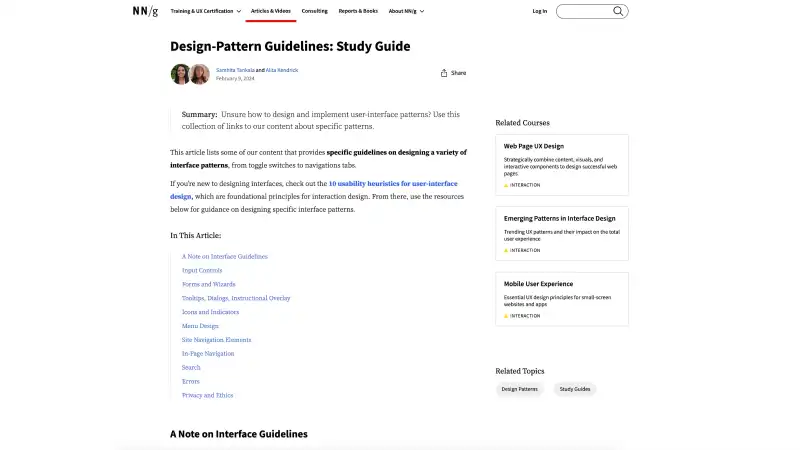 NN/g
Training & UX Certification
Articles & Videos
Consulting
Reports & Books
About NN/g
Log in
Design-Pattern Guidelines: Study Guide
Samhita Tankala and Alita Kendrick
February 9, 2024
Share
Summary: Unsure how to design and implement user-interface patterns? Use this
collection of links to our content about specific patterns.
This article lists some of our content that provides specific guidelines on designing a variety of
interface patterns, from toggle switches to navigations tabs.
If you're new to designing interfaces, check out the 10 usability heuristics for user-interface
design, which are foundational principles for interaction design. From there, use the resources
below for guidance on designing specific interface patterns.
In This Article:
A Note on Interface Guidelines
Input Controls
Forms and Wizards
Tooltips, Dialogs, Instructional Overlay
Icons and Indicators
Menu Design
Site Navigation Elements
In-Page Navigation
Search
Errors
Privacy and Ethics
A Note on Interface Guidelines
Related Courses
Web Page UX Design
Strategically combine content, visuals, and
interactive components to design successful web
pages
INTERACTION
Emerging Patterns in Interface Design
Trending UX patterns and their impact on the total
user experience
INTERACTION
Mobile User Experience
Essential UX design principles for small-screen
websites and apps
INTERACTION
Related Topics
Design Patterns
Study Guides